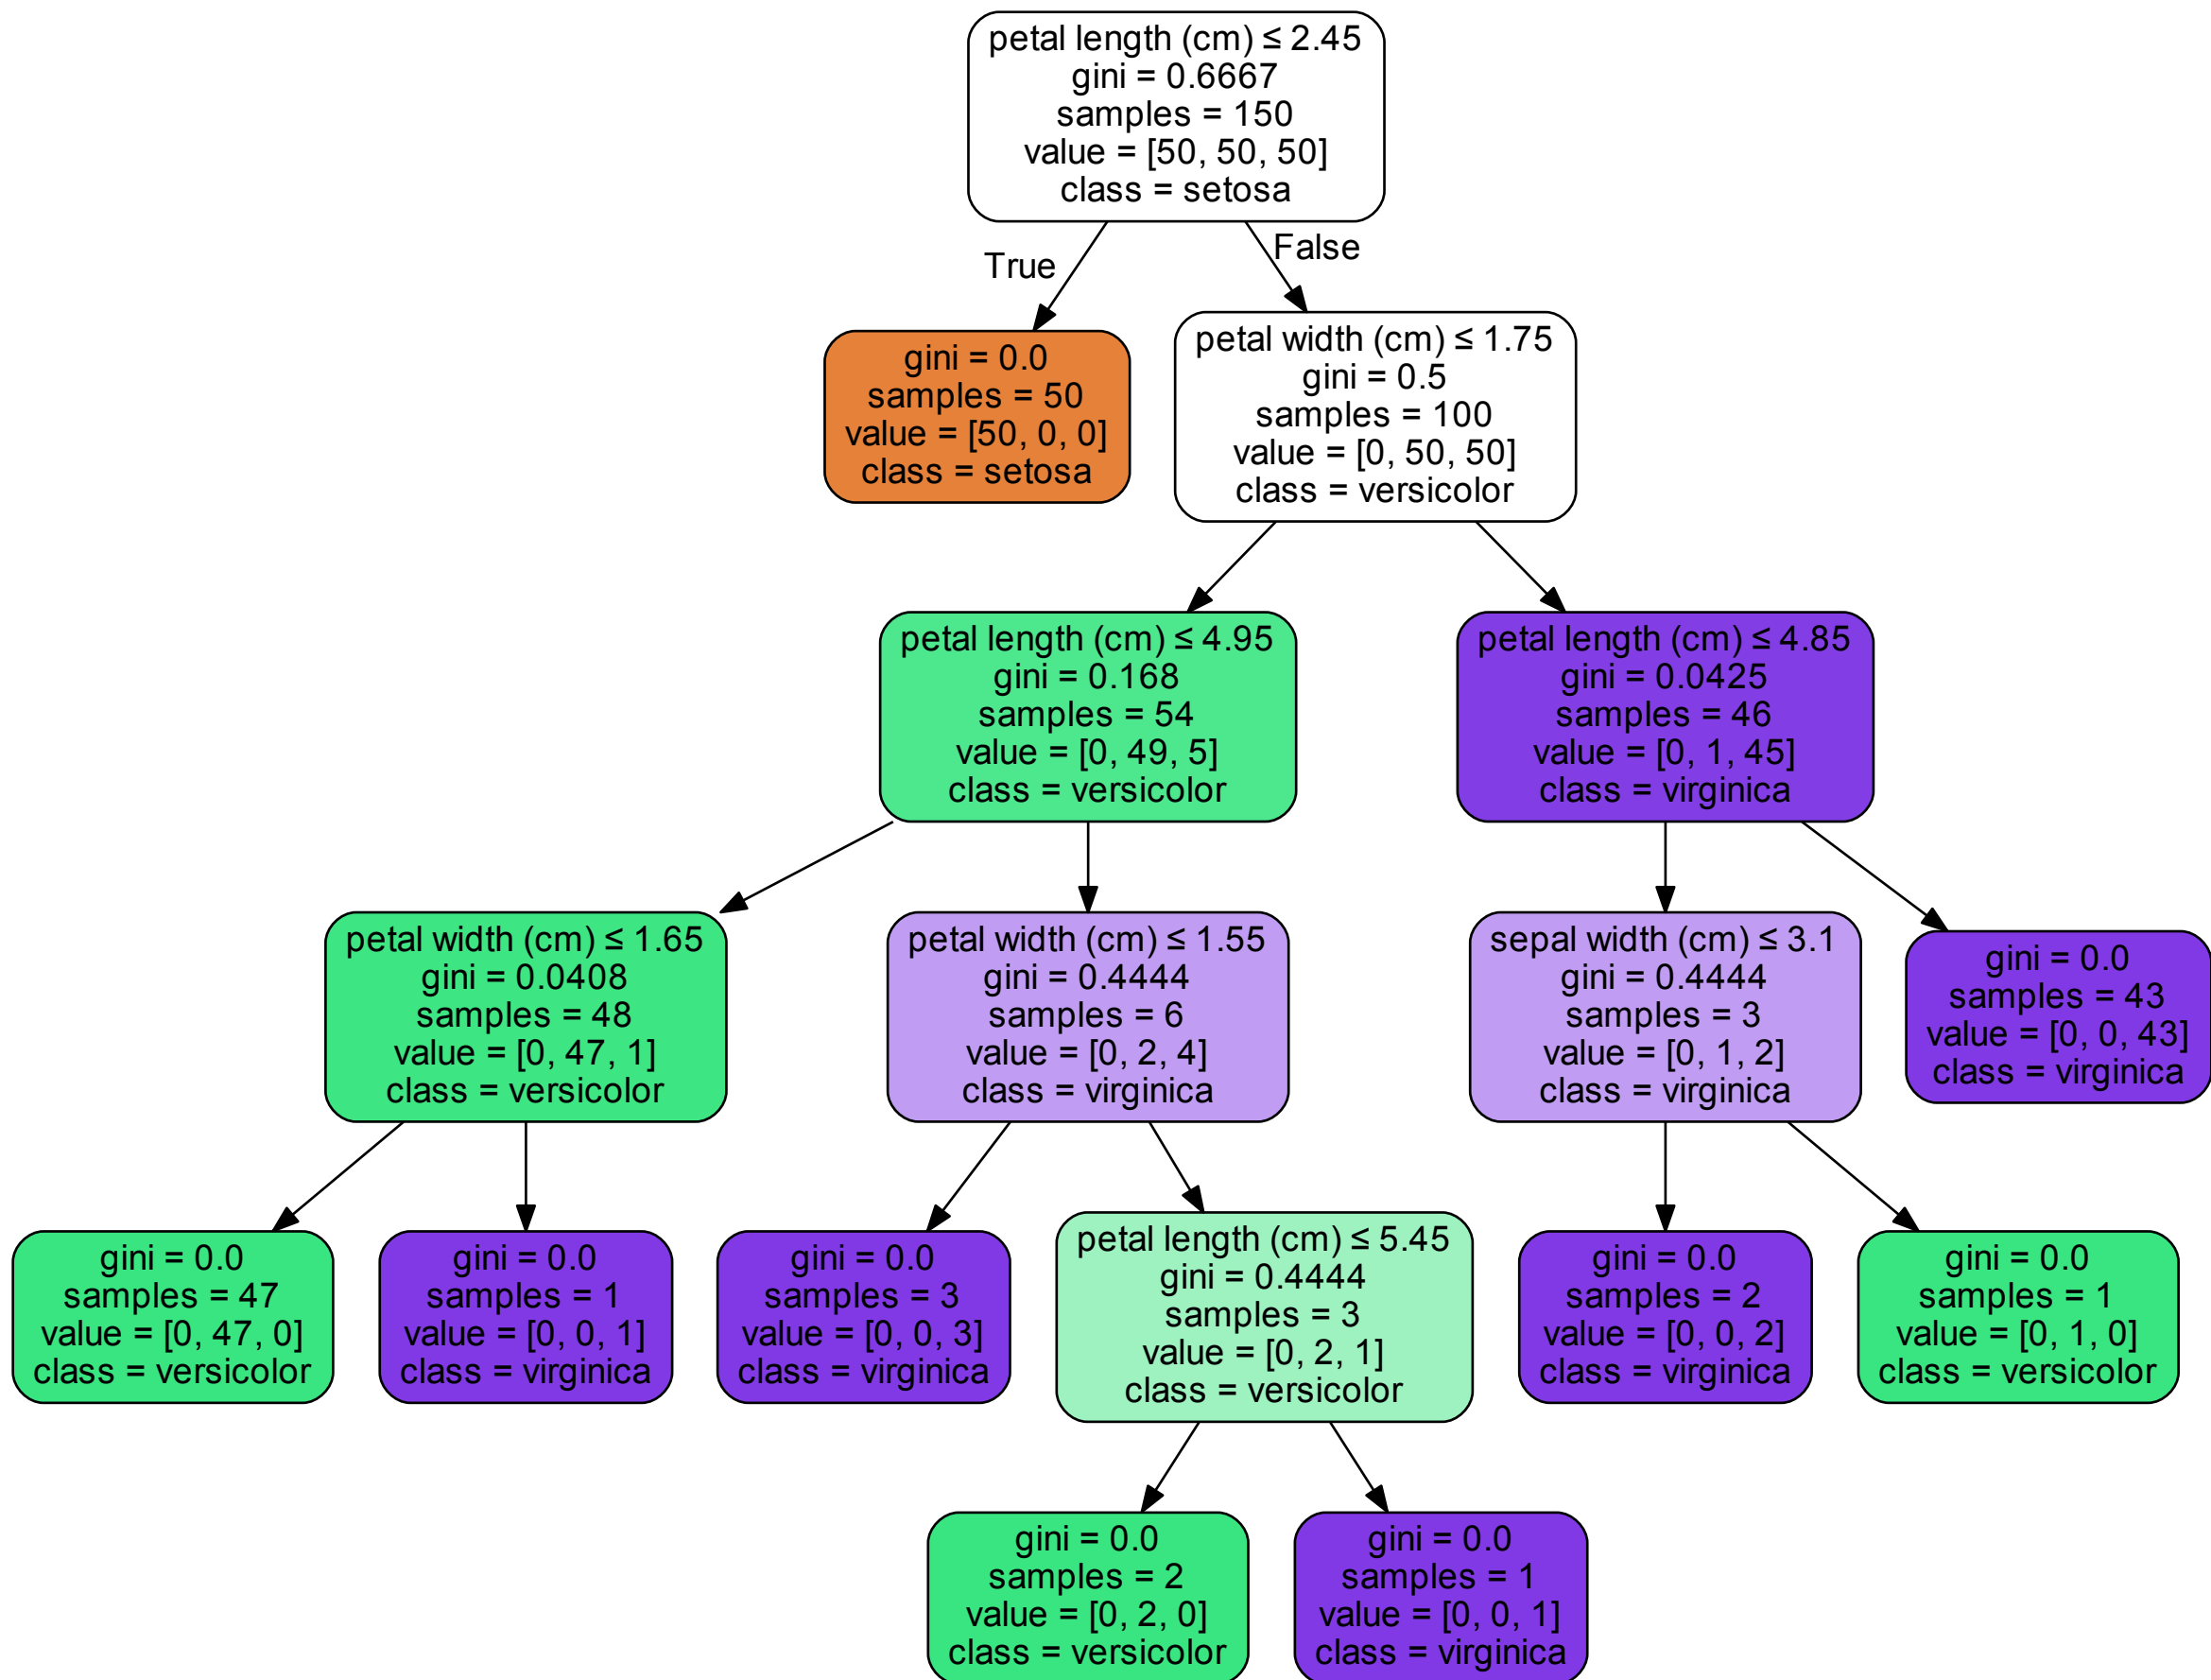 petal length (cm) ≤ 2.45
gini = 0.6667
samples = 150
value = [50, 50, 50]
class = setosa
True
False
gini = 0.0
samples = 50
value = [50, 0, 0]
class = setosa
petal width (cm) ≤ 1.75
gini = 0.5
samples = 100
value = [0, 50, 50]
class = versicolor
petal length (cm) ≤ 4.95
gini = 0.168
samples = 54
value = [0, 49, 5]
class = versicolor
petal length (cm) ≤ 4.85
gini = 0.0425
samples = 46
value = [0, 1, 45]
class = virginica
petal width (cm) ≤ 1.65
gini = 0.0408
samples = 48
value = [0, 47, 1]
class = versicolor
petal width (cm) ≤ 1.55
gini = 0.4444
samples = 6
value = [0, 2, 4]
class = virginica
sepal width (cm) ≤ 3.1
gini = 0.4444
samples = 3
value = [0, 1, 2]
class = virginica
gini = 0.0
samples = 43
value = [0, 0, 43]
class = virginica
gini = 0.0
samples = 47
value = [0, 47, 0]
class = versicolor
gini = 0.0
samples = 1
value = [0, 0, 1]
class = virginica
gini = 0.0
samples = 3
value = [0, 0, 3]
class = virginica
petal length (cm) ≤ 5.45
gini = 0.4444
samples = 3
value = [0, 2, 1]
class = versicolor
gini = 0.0
samples = 2
value = [0, 0, 2]
class = virginica
gini = 0.0
samples = 1
value = [0, 1, 0]
class = versicolor
gini = 0.0
samples = 2
value = [0, 2, 0]
class = versicolor
gini = 0.0
samples = 1
value = [0, 0, 1]
class = virginica